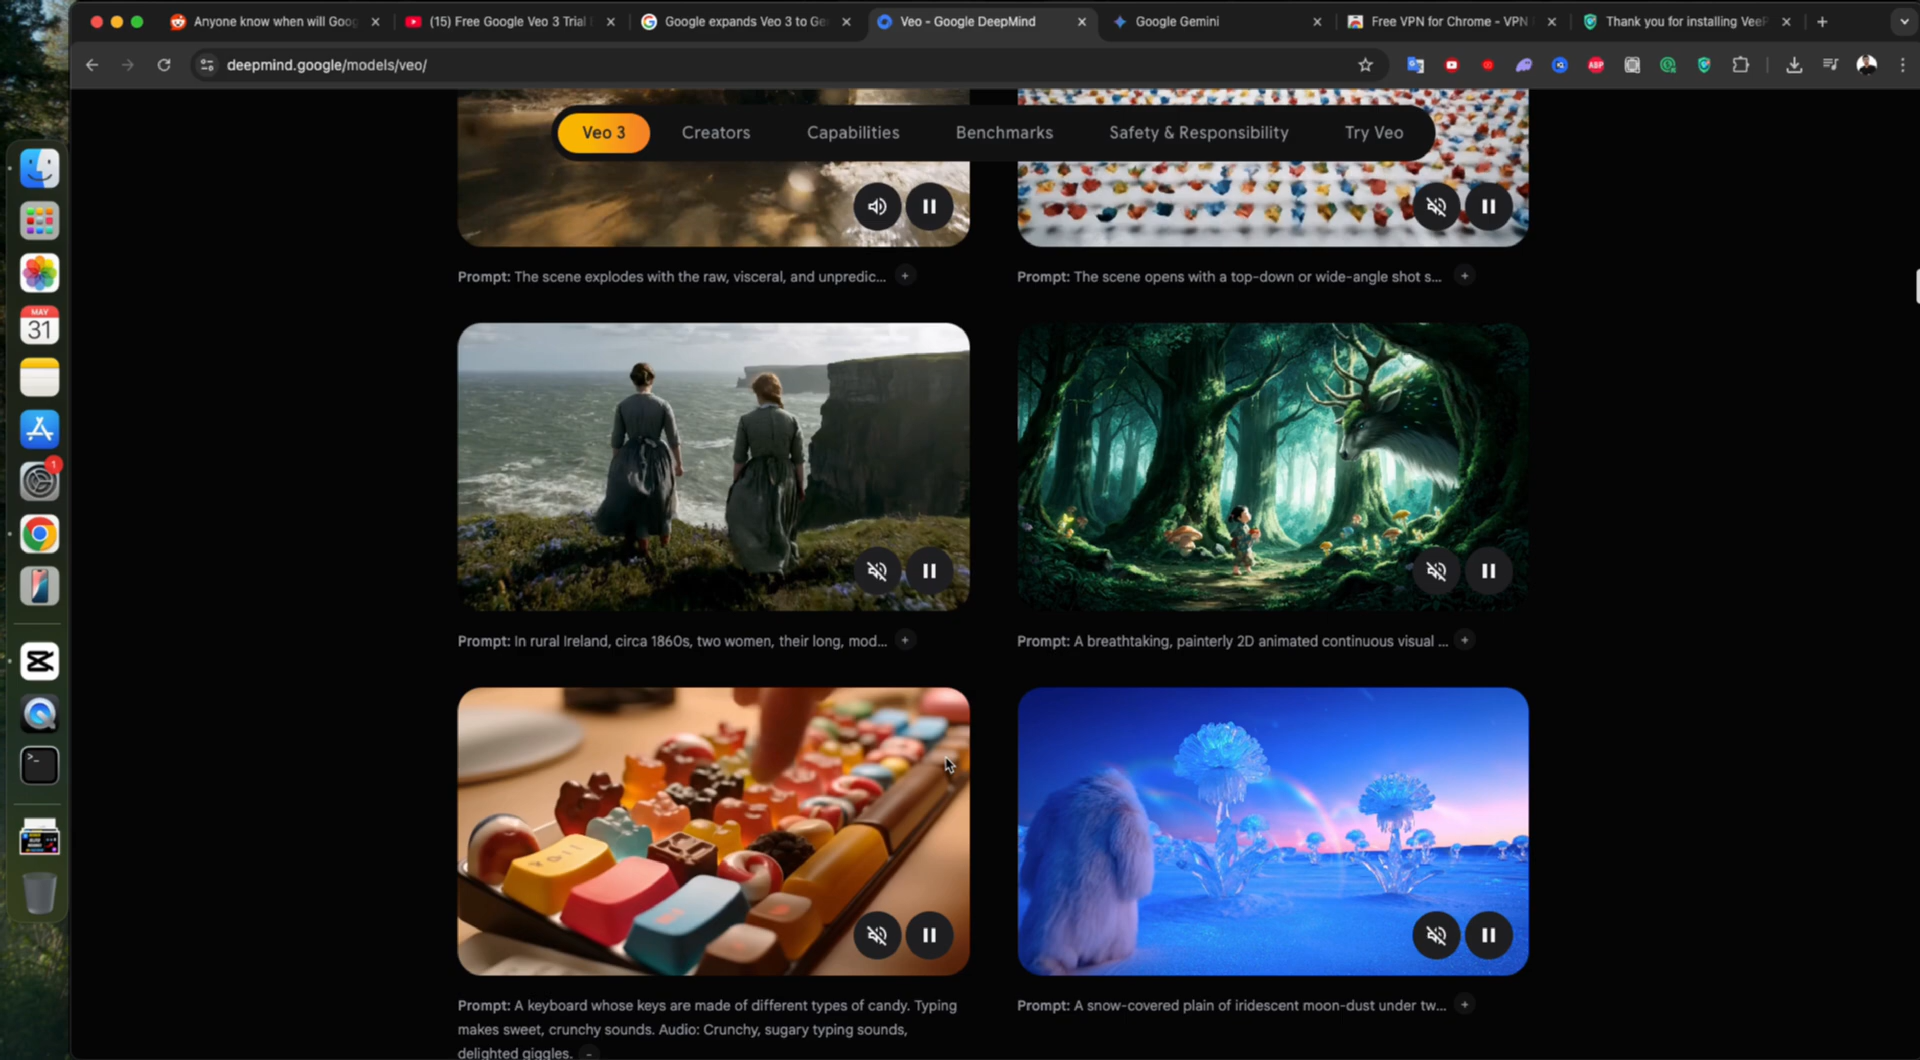 Anyone know when will Goog
(15) Free Google Veo 3 Trial
Google expands Veo 3 to Ge
Veo - Google DeepMind
Google Gemini
Free VPN for Chrome - VPN
Thank you for installing VeeP
deepmind.google/models/veo/
ABP
Veo 3
Creators
Capabilities
Benchmarks
Safety & Responsibility
Try Veo
Prompt: The scene explodes with the raw, visceral, and unpredic...
Prompt: The scene opens with a top-down or wide-angle shot s...
MAY
31
1
Prompt: In rural Ireland, circa 1860s, two women, their long, mod...
Prompt: A breathtaking, painterly 2D animated continuous visual ...
Prompt: A keyboard whose keys are made of different types of candy. Typing
makes sweet, crunchy sounds. Audio: Crunchy, sugary typing sounds,
delighted giggles.
Prompt: A snow-covered plain of iridescent moon-dust under tw...